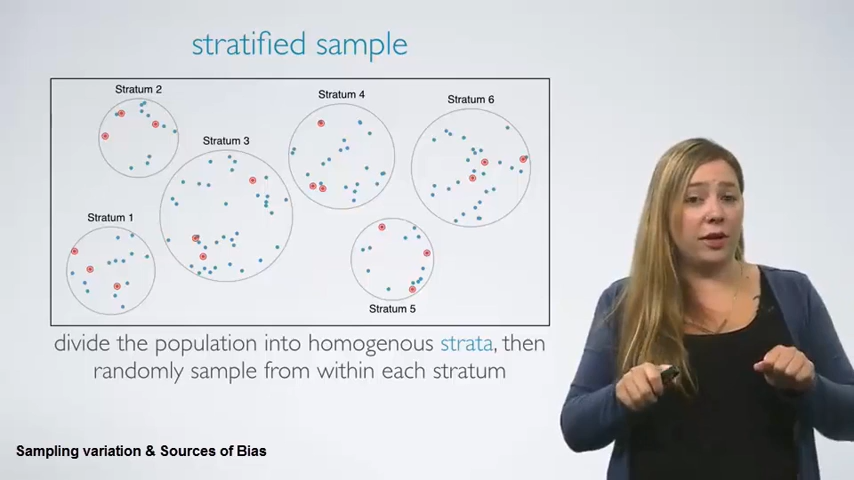 stratified sample
Stratum 2
Stratum 4
Stratum 6
Stratum 3
Stratum 1
Stratum 5
divide the population into homogenous strata, then
randomly sample from within each stratum
Sampling variation & Sources of Bias